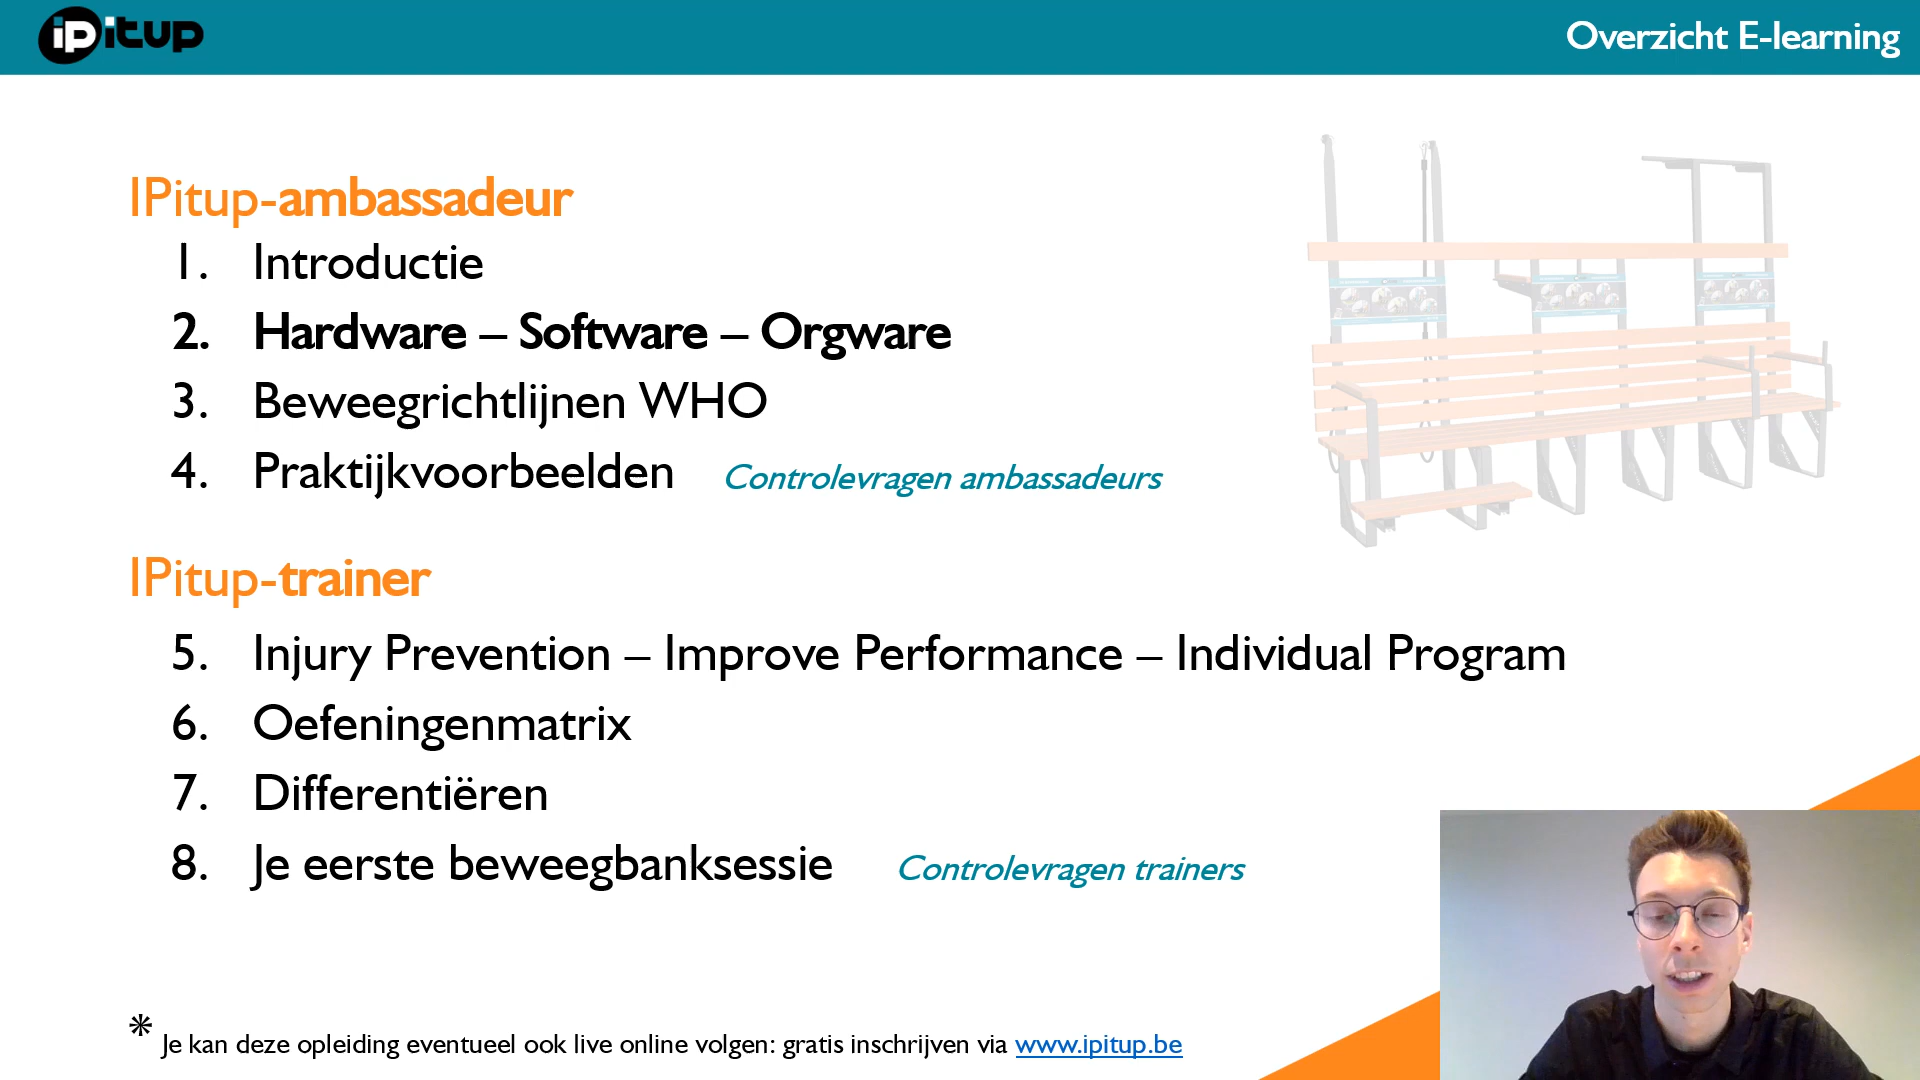 iPitup
Overzicht E-learning
IPitup-ambassadeur
1. Introductie
2. Hardware – Software – Orgware
3. Beweegrichtlijnen WHO
4. Praktijkvoorbeelden Controlevragen ambassadeurs
IPitup-trainer
5. Injury Prevention – Improve Performance – Individual Program
6. Oefeningenmatrix
7. Differentiëren
8. Je eerste beweegbanksessie Controlevragen trainers
* Je kan deze opleiding eventueel ook live online volgen: gratis inschrijven via www.ipitup.be